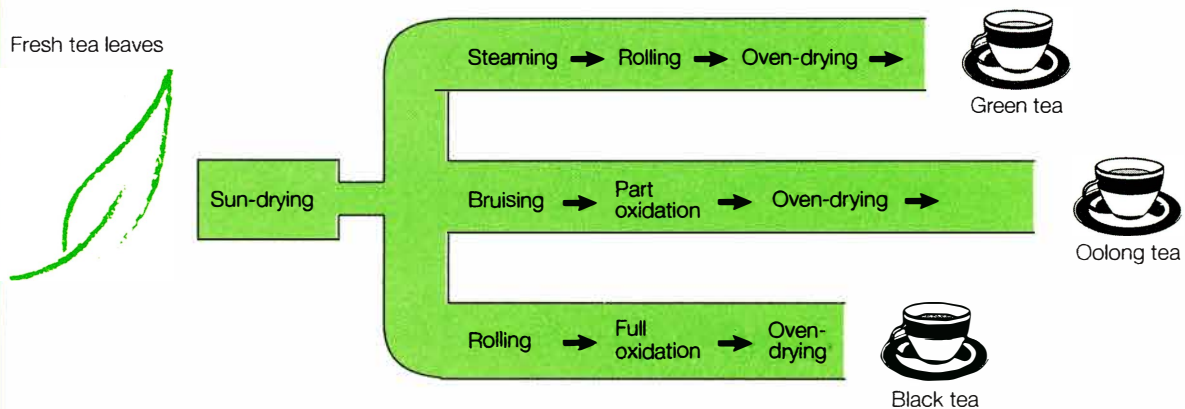 Fresh tea leaves
Sun-drying
Steaming → Rolling → Oven-drying →
Green tea
Bruising → Part
oxidation → Oven-drying →
Oolong tea
Rolling → Full
oxidation → Oven-
drying
Black tea